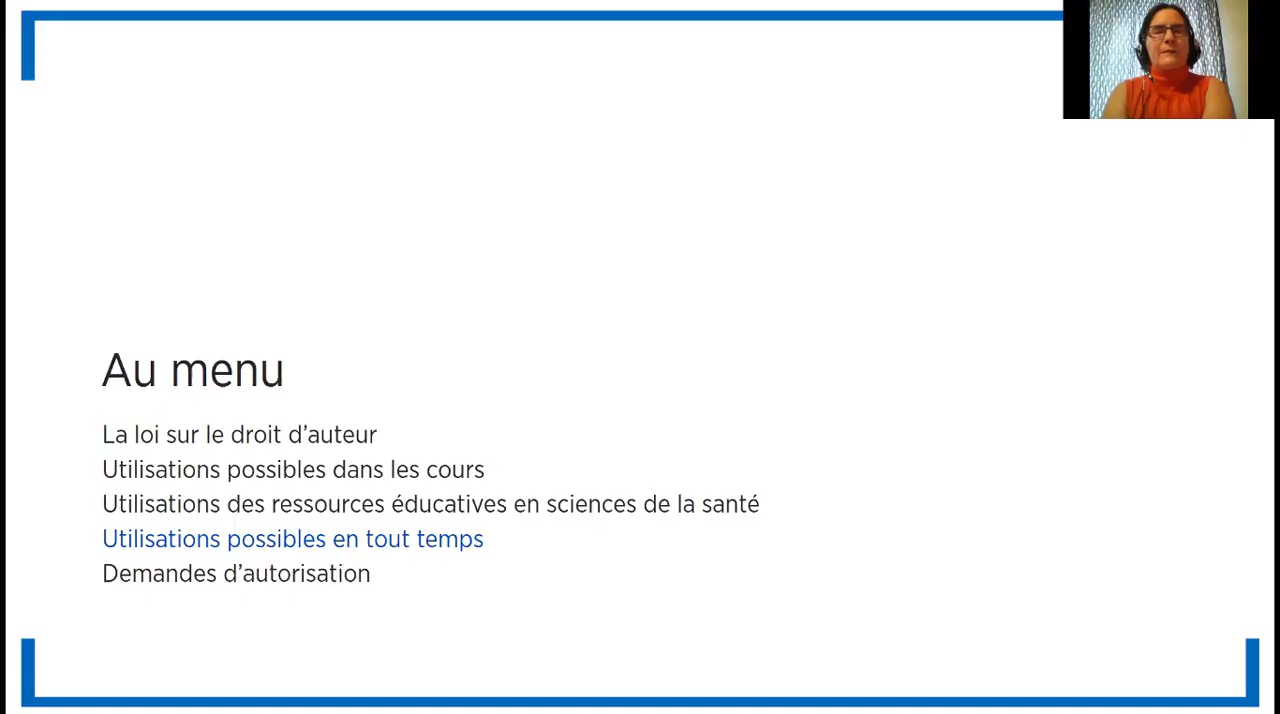 Au menu
La loi sur le droit d’auteur
Utilisations possibles dans les cours
Utilisations des ressources éducatives en sciences de la santé
Utilisations possibles en tout temps
Demandes d’autorisation